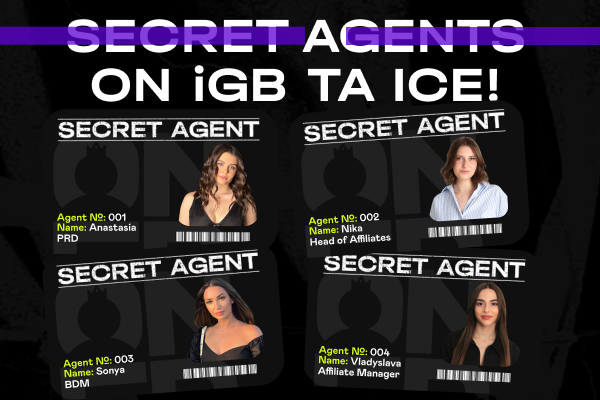 SECRET AGENTS
ON iGB TA ICE!
SECRET AGENT
Agent №: 001
Name: Anastasia
PRD
SECRET AGENT
Agent №: 002
Name: Nika
Head of Affiliates
SECRET AGENT
Agent №: 003
Name: Sonya
BDM
SECRET AGENT
Agent №: 004
Name: Vladyslava
Affiliate Manager